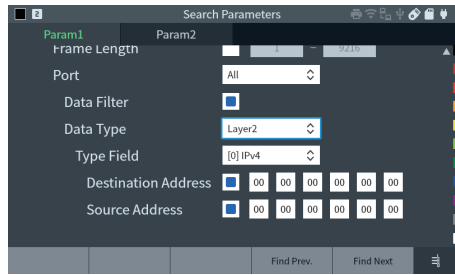 2 Search Parameters
Param1 Param2
Frame Length 1 – 9216
Port All
Data Filter
Data Type Layer2
Type Field [0] IPv4
Destination Address 00 00 00 00 00 00
Source Address 00 00 00 00 00 00
Find Prev. Find Next